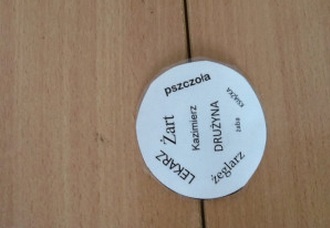 pszczoła
KSIĄŻKA
żaba
DRUŻYNA
Kazimierz
Żart
LEKARZ
żeglarz